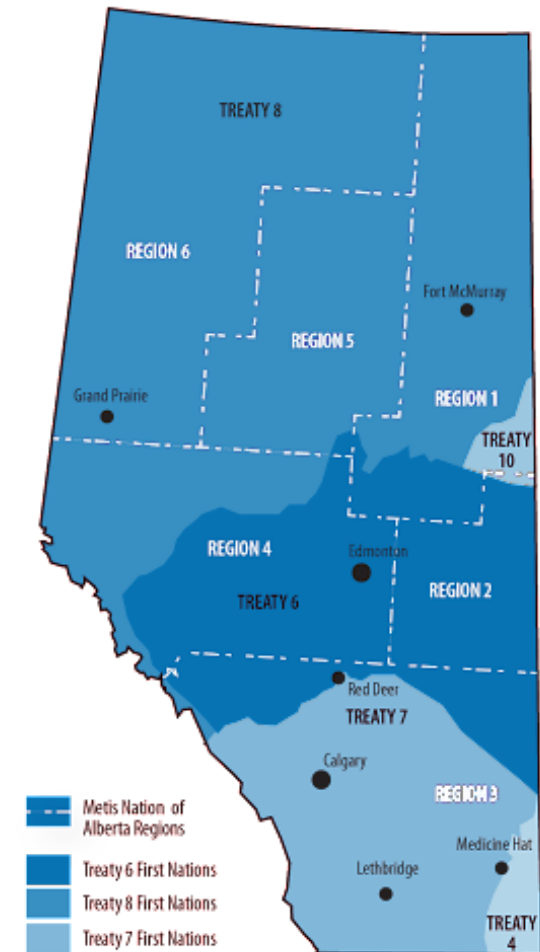 TREATY 8
REGION 6
Fort McMurray
REGION 5
Grand Prairie
REGION 1
TREATY
10
REGION 4
Edmonton
REGION 2
TREATY 6
Red Deer
TREATY 7
Calgary
REGION 3
Metis Nation of
Alberta Regions
Medicine Hat
Treaty 6 First Nations
Lethbridge
Treaty 8 First Nations
TREATY
4
Treaty 7 First Nations